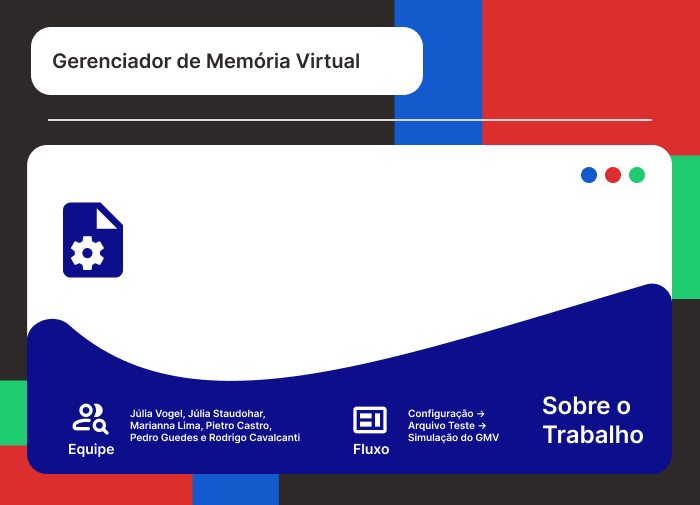 Gerenciador de Memória Virtual
Equipe
Júlia Vogel, Júlia Staudohar,
Marianna Lima, Pietro Castro,
Pedro Guedes e Rodrigo Cavalcanti
Fluxo
Configuração →
Arquivo Teste →
Simulação do GMV
Sobre o
Trabalho